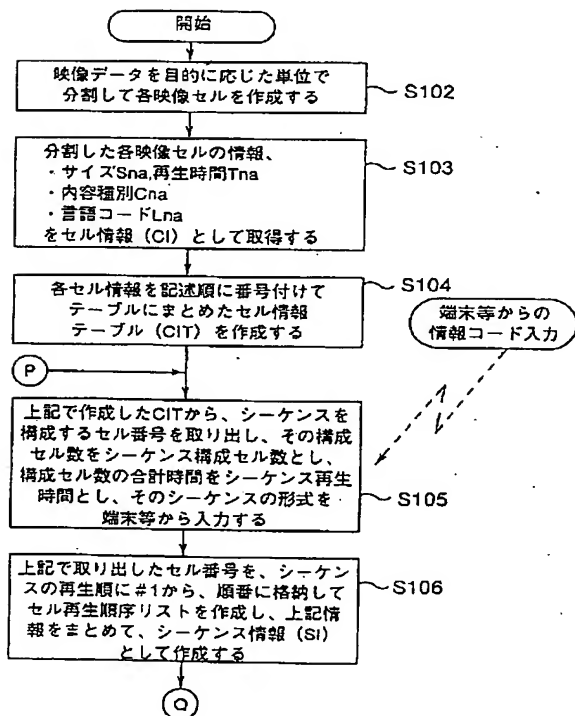 開始
映像データを目的に応じた単位で
分割して各映像セルを作成する
S102
分割した各映像セルの情報、
・サイズSna,再生時間Tna
・内容種別Cna
・言語コードLna
をセル情報（CI）として取得する
S103
各セル情報を記述順に番号付けて
テーブルにまとめたセル情報
テーブル（CIT）を作成する
S104
端末等からの
情報コード入力
P
上記で作成したCITから、シーケンスを
構成するセル番号を取り出し、その構成
セル数をシーケンス構成セル数とし、
構成セル数の合計時間をシーケンス再生
時間とし、そのシーケンスの形式を
端末等から入力する
S105
上記で取り出したセル番号を、シーケン
スの再生順に#1から、順番に格納して
セル再生順序リストを作成し、上記情
報をまとめて、シーケンス情報（SI）
として作成する
S106
Q